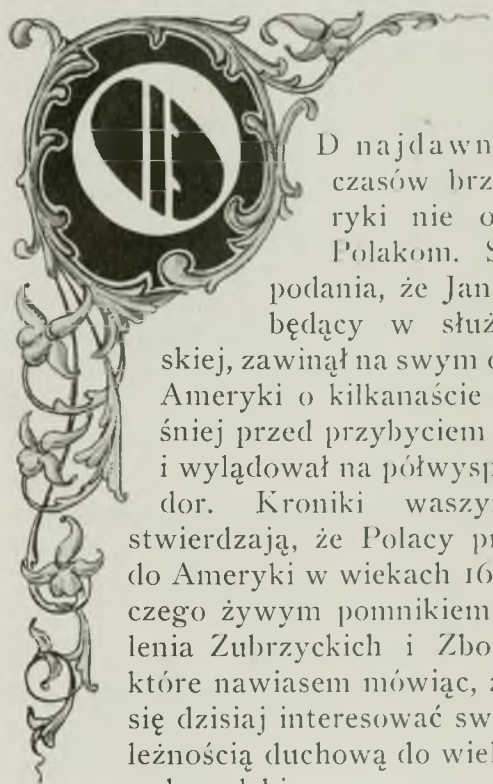 OD najdawn
czasów brz
ryki nie o
Polakom. S
podania, że Jan
będący w służ
skiej, zawinął na swym o
Ameryki o kilkanaście
śniej przed przybyciem
i wylądował na półwysp
dor. Kroniki waszy
stwierdzają, że Polacy pr
do Ameryki w wiekach 16
czego żywym pomnikiem
lenia Zubrzyckich i Zbo
które nawiasem mówiąc, z
się dzisiaj interesować sw
leżnością duchową do wiel